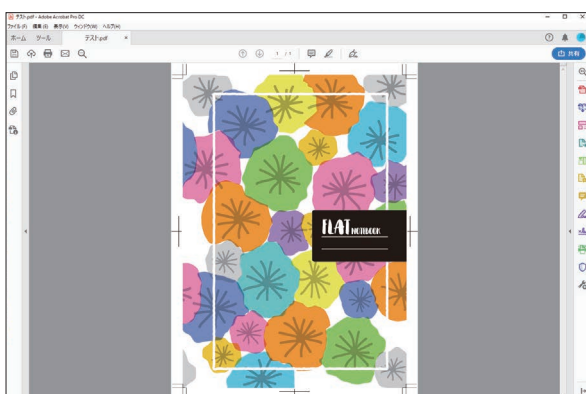 テスト.pdf - Adobe Acrobat Pro DC
ファイル(F) 編集(E) 表示(V) ウィンドウ(W) ヘルプ(H)
ホーム ツール テスト.pdf ×
1 / 1
共有
FLAT NOTEBOOK